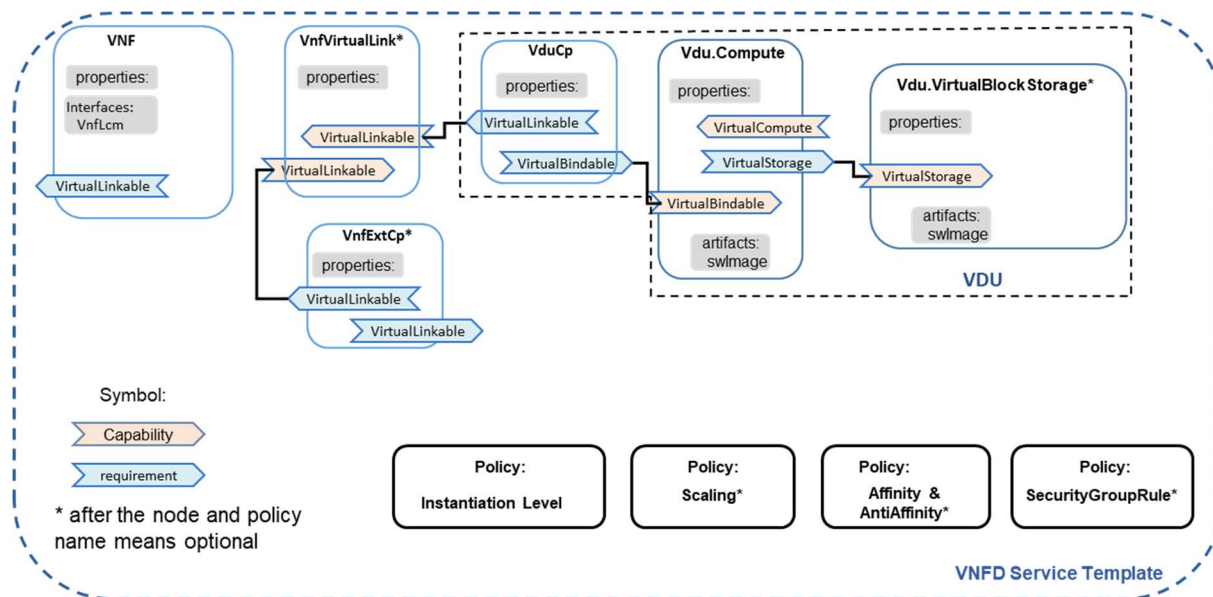 VNF
properties:
Interfaces:
VnfLcm
VirtualLinkable
VnfVirtualLink*
properties:
VirtualLinkable
VirtualLinkable
VnfExtCp*
properties:
VirtualLinkable
VirtualLinkable
VduCp
properties:
VirtualLinkable
VirtualBindable
Vdu.Compute
properties:
VirtualCompute
VirtualStorage
VirtualBindable
artifacts:
swImage
Vdu.VirtualBlockStorage*
properties:
VirtualStorage
artifacts:
swImage
VDU
Symbol:
Capability
requirement
* after the node and policy
name means optional
Policy:
Instantiation Level
Policy:
Scaling*
Policy:
Affinity &
AntiAffinity*
Policy:
SecurityGroupRule*
VNFD Service Template